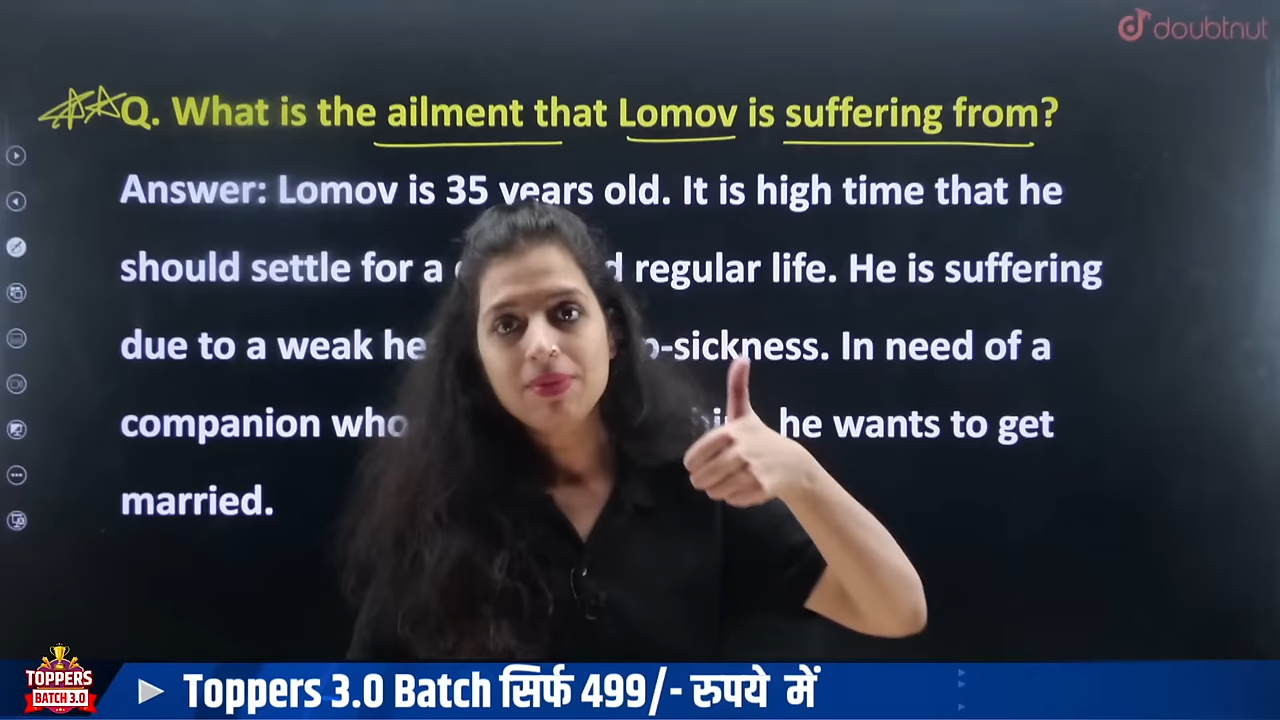 doubtnut
Q. What is the ailment that Lomov is suffering from?
Answer: Lomov is 35 years old. It is high time that he
should settle for a regular life. He is suffering
due to a weak -sickness. In need of a
companion he wants to get
married.
TOPPERS
BATCH 3.0
Toppers 3.0 Batch सिर्फ 499/- रुपये में